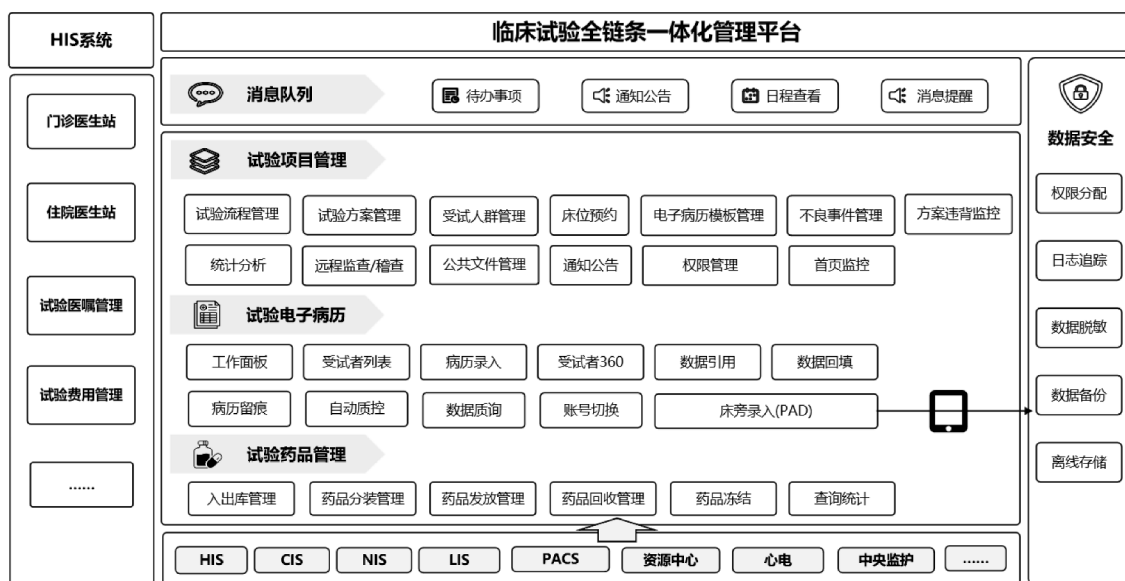 HIS系统
临床试验全链条一体化管理平台
门诊医生站
住院医生站
试验医嘱管理
试验费用管理
……
消息队列
待办事项
通知公告
日程查看
消息提醒
试验项目管理
试验流程管理
试验方案管理
受试人群管理
床位预约
电子病历模板管理
不良事件管理
方案违背监控
统计分析
远程监查/稽查
公共文件管理
通知公告
权限管理
首页监控
试验电子病历
工作面板
受试者列表
病历录入
受试者360
数据引用
数据回填
病历留痕
自动质控
数据质询
账号切换
床旁录入(PAD)
试验药品管理
入出库管理
药品分装管理
药品发放管理
药品回收管理
药品冻结
查询统计
HIS
CIS
NIS
LIS
PACS
资源中心
心电
中央监护
……
数据安全
权限分配
日志追踪
数据脱敏
数据备份
离线存储